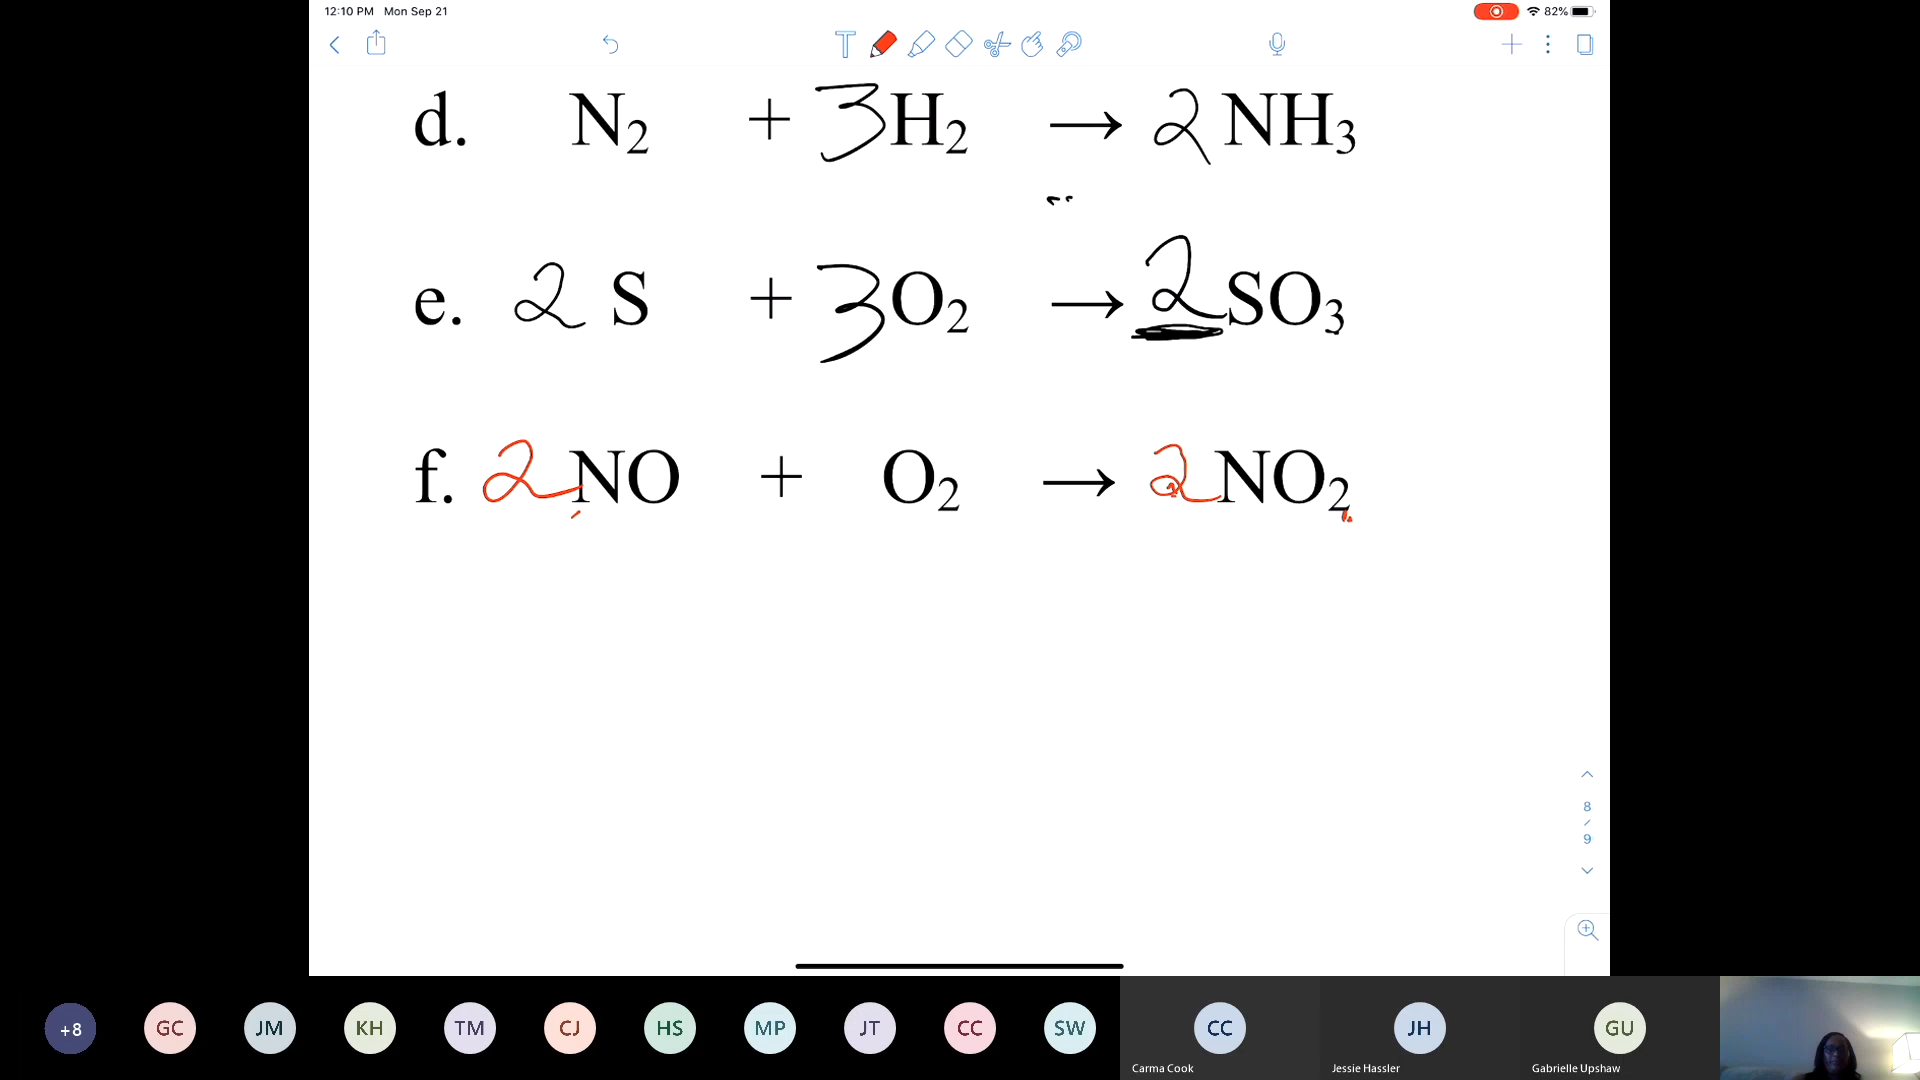 12:10 PM Mon Sep 21
82%
T
d. N₂ + 3H₂ → 2NH₃
e. 2 S + 3O₂ → 2SO₃
f. 2NO + O₂ → 2NO₂
8
/
9
+8 GC JM KH TM CJ HS MP JT CC SW CC JH GU
Carma Cook Jessie Hassler Gabrielle Upshaw